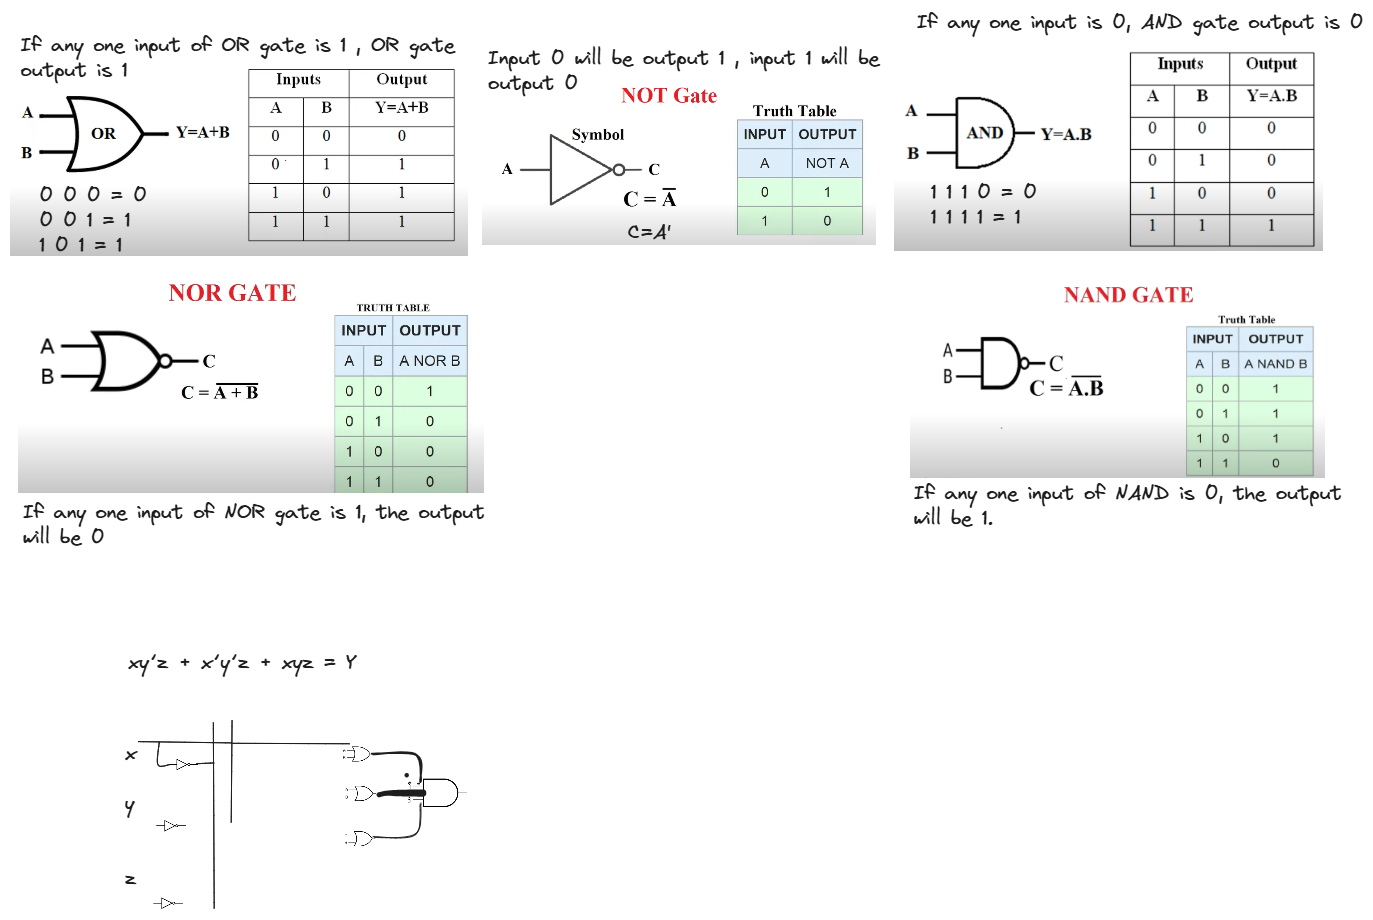 If any one input of OR gate is 1 , OR gate
output is 1
Inputs Output
A B Y=A+B
0 0 0
0 1 1
1 0 1
1 1 1
A
B
OR
Y=A+B
0 0 0 = 0
0 0 1 = 1
1 0 1 = 1
Input 0 will be output 1 , input 1 will be
output 0
NOT Gate
Symbol
A
C
C = A̅
C=A'
Truth Table
INPUT OUTPUT
A NOT A
0 1
1 0
If any one input is 0, AND gate output is 0
A
B
AND
Y=A.B
1 1 1 0 = 0
1 1 1 1 = 1
Inputs Output
A B Y=A.B
0 0 0
0 1 0
1 0 0
1 1 1
NOR GATE
A
B
C
C = A̅ ̅+̅ ̅B̅
TRUTH TABLE
INPUT OUTPUT
A B A NOR B
0 0 1
0 1 0
1 0 0
1 1 0
If any one input of NOR gate is 1, the output
will be 0
NAND GATE
A
B
C
C = A̅.̅B̅
Truth Table
INPUT OUTPUT
A B A NAND B
0 0 1
0 1 1
1 0 1
1 1 0
If any one input of NAND is 0, the output
will be 1.
xy'z + x'y'z + xyz = Y
x
y
z